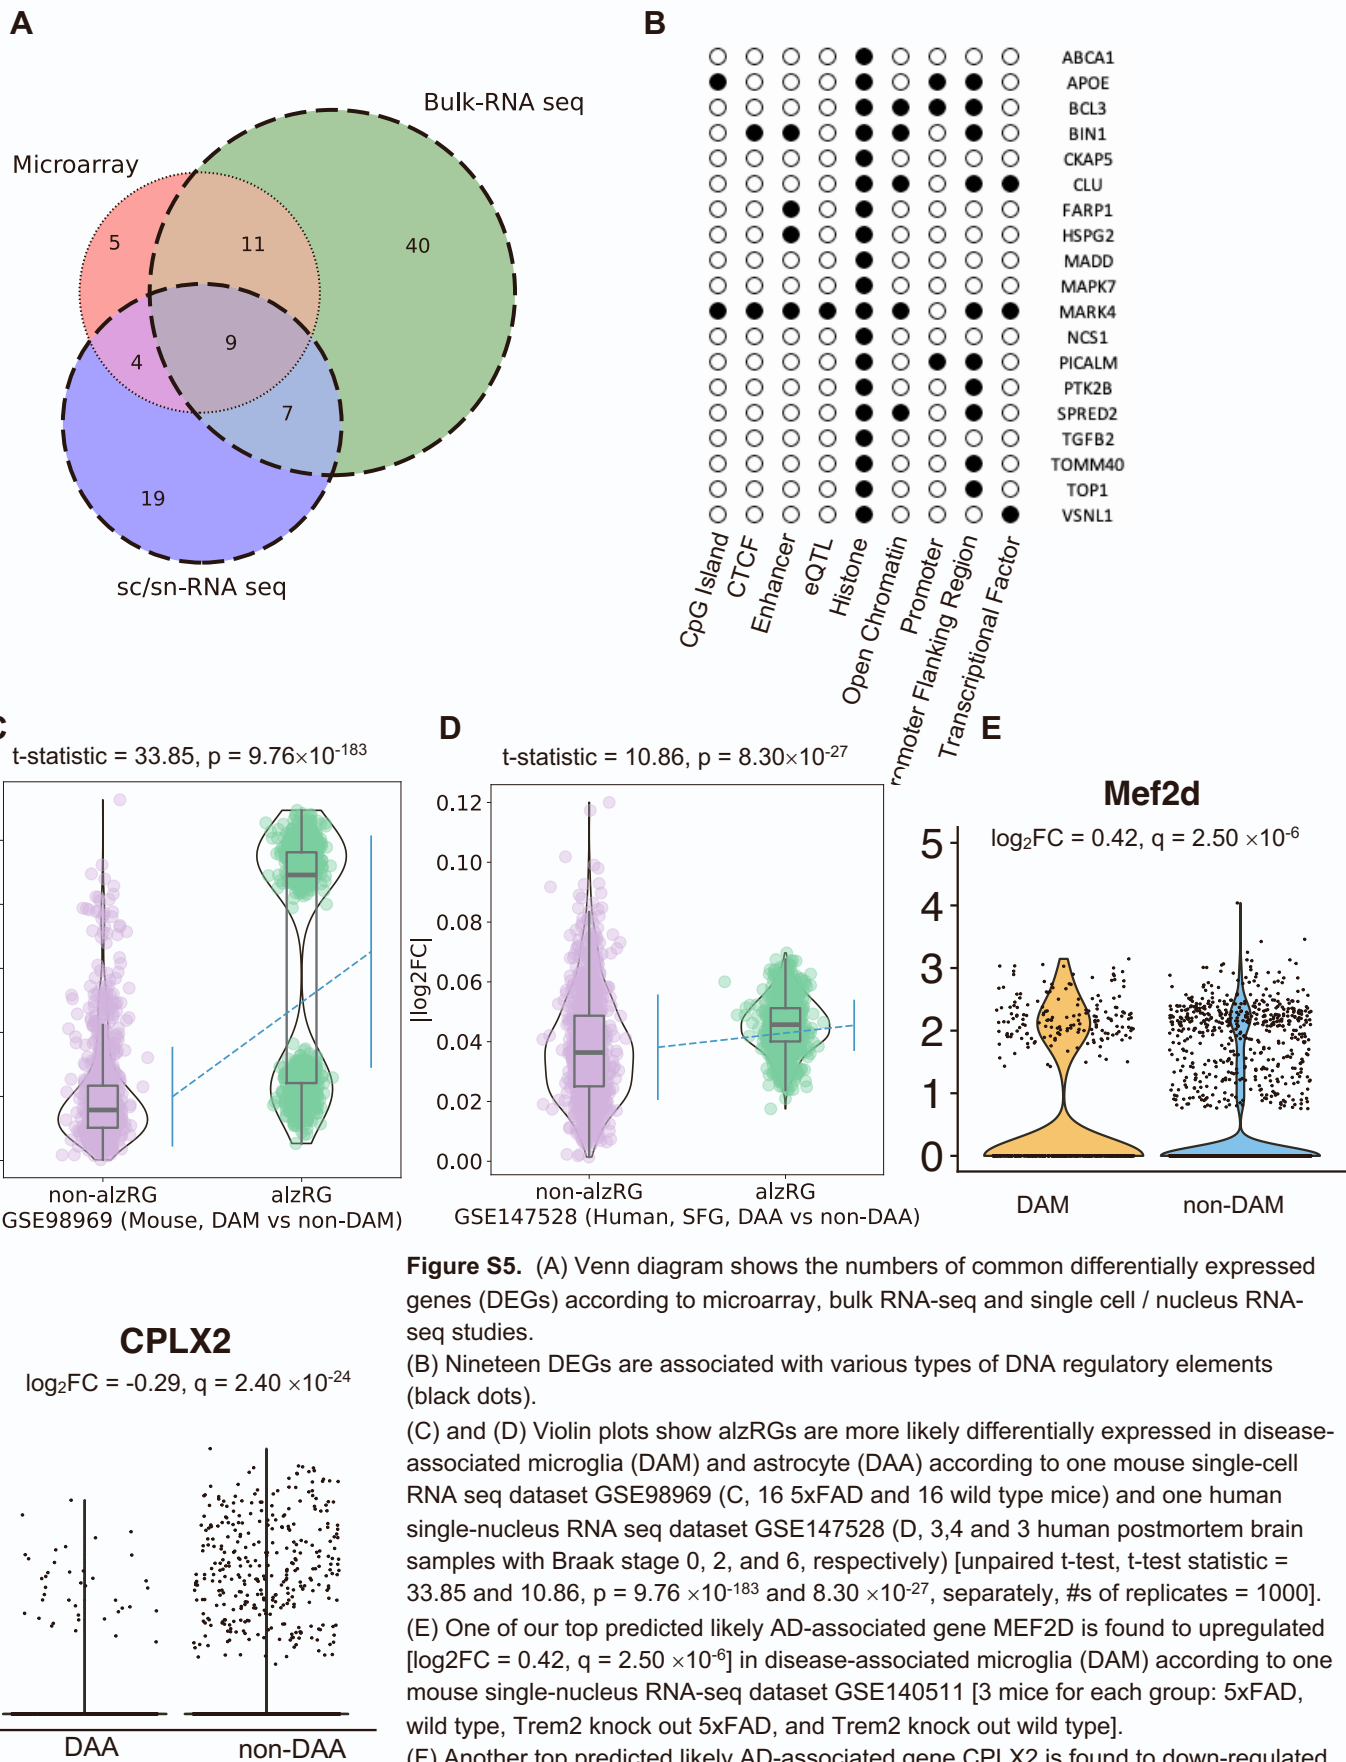 A
Bulk-RNA seq
Microarray
5
11
40
9
4
7
19
sc/sn-RNA seq
B
ABCA1
APOE
BCL3
BIN1
CKAP5
CLU
FARP1
HSPG2
MADD
MAPK7
MARK4
NCS1
PICALM
PTK2B
SPRED2
TGFB2
TOMM40
TOP1
VSNL1
CpG Island
CTCF
Enhancer
eQTL
Histone
Open Chromatin
Promoter
romoter Flanking Region
Transcriptional Factor
t-statistic = 33.85, p = 9.76×10-183
non-alzRG
alzRG
GSE98969 (Mouse, DAM vs non-DAM)
D
t-statistic = 10.86, p = 8.30×10-27
|log2FC|
0.12
0.10
0.08
0.06
0.04
0.02
0.00
non-alzRG
alzRG
GSE147528 (Human, SFG, DAA vs non-DAA)
E
Mef2d
log2FC = 0.42, q = 2.50 ×10-6
5
4
3
2
1
0
DAM
non-DAM
CPLX2
log2FC = -0.29, q = 2.40 ×10-24
DAA
non-DAA
Figure S5. (A) Venn diagram shows the numbers of common differentially expressed
genes (DEGs) according to microarray, bulk RNA-seq and single cell / nucleus RNA-
seq studies.
(B) Nineteen DEGs are associated with various types of DNA regulatory elements
(black dots).
(C) and (D) Violin plots show alzRGs are more likely differentially expressed in disease-
associated microglia (DAM) and astrocyte (DAA) according to one mouse single-cell
RNA seq dataset GSE98969 (C, 16 5xFAD and 16 wild type mice) and one human
single-nucleus RNA seq dataset GSE147528 (D, 3,4 and 3 human postmortem brain
samples with Braak stage 0, 2, and 6, respectively) [unpaired t-test, t-test statistic =
33.85 and 10.86, p = 9.76 ×10-183 and 8.30 ×10-27, separately, #s of replicates = 1000].
(E) One of our top predicted likely AD-associated gene MEF2D is found to upregulated
[log2FC = 0.42, q = 2.50 ×10-6] in disease-associated microglia (DAM) according to one
mouse single-nucleus RNA-seq dataset GSE140511 [3 mice for each group: 5xFAD,
wild type, Trem2 knock out 5xFAD, and Trem2 knock out wild type].
(F) Another top predicted likely AD-associated gene CPLX2 is found to down-regulated